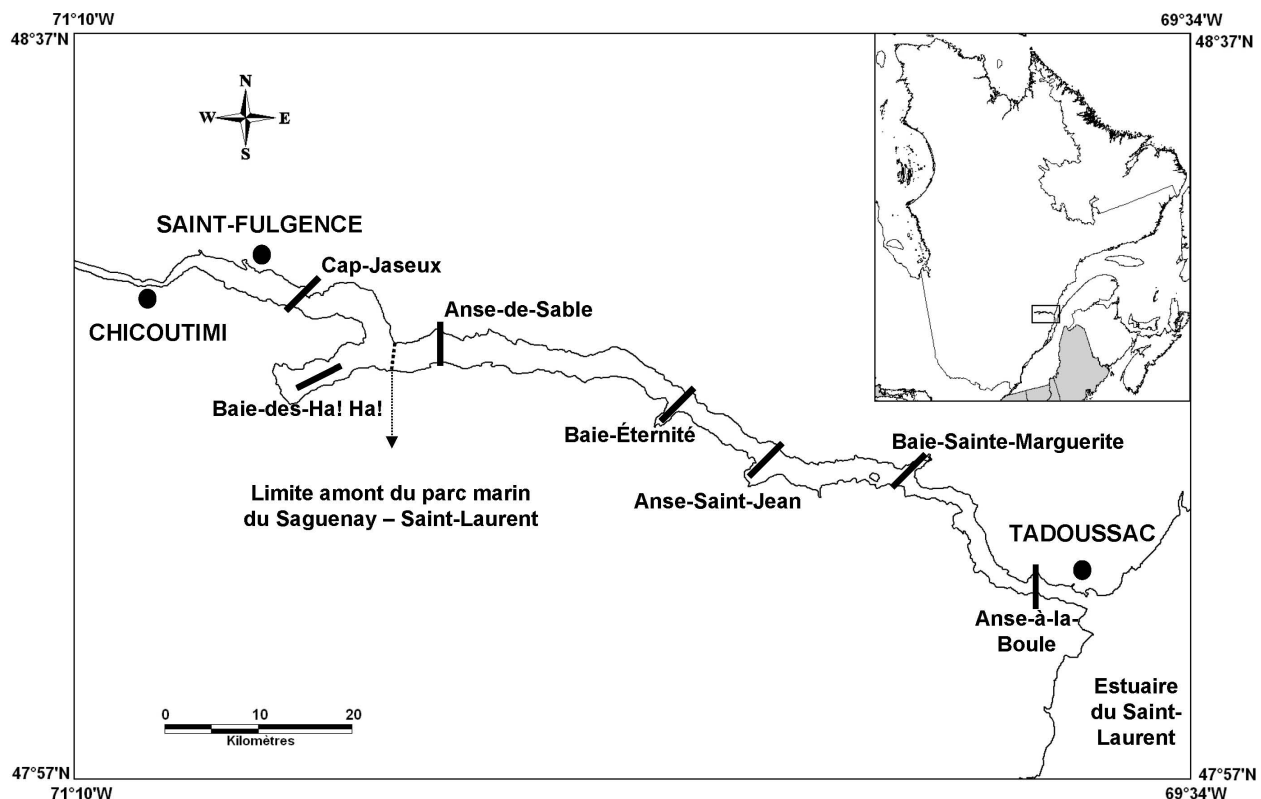 71°10'W
69°34'W
48°37'N
48°37'N
N
W
E
S
SAINT-FULGENCE
Cap-Jaseux
Anse-de-Sable
CHICOUTIMI
Baie-des-Ha! Ha!
Baie-Éternité
Baie-Sainte-Marguerite
Limite amont du parc marin
du Saguenay – Saint-Laurent
Anse-Saint-Jean
TADOUSSAC
Anse-à-la-
Boule
Estuaire
du Saint-
Laurent
0 10 20
Kilomètres
47°57'N
47°57'N
71°10'W
69°34'W